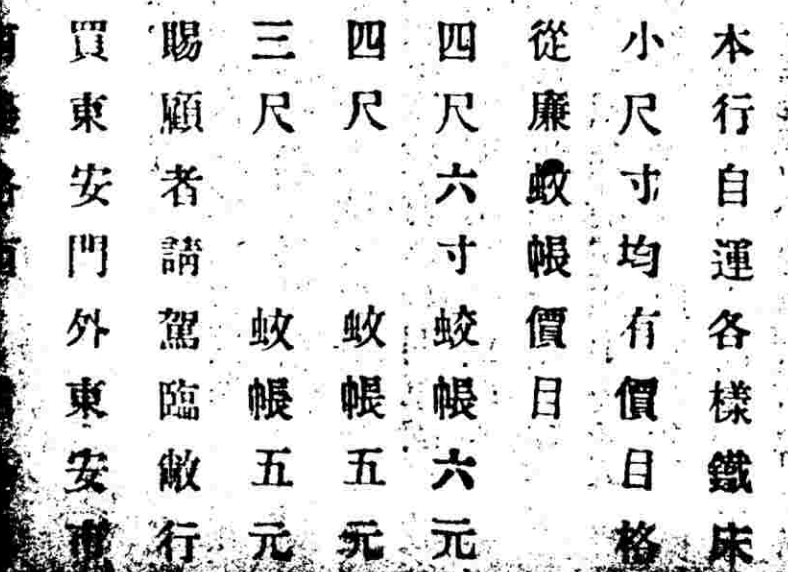 本行自運各樣鐵床
小尺寸均有價目格
從廉蚊帳價目
四尺六寸蛟帳六元
四尺　　蚊帳五元
三尺　　蚊帳五元
賜顧者請駕臨敝行
買東安門外東安市